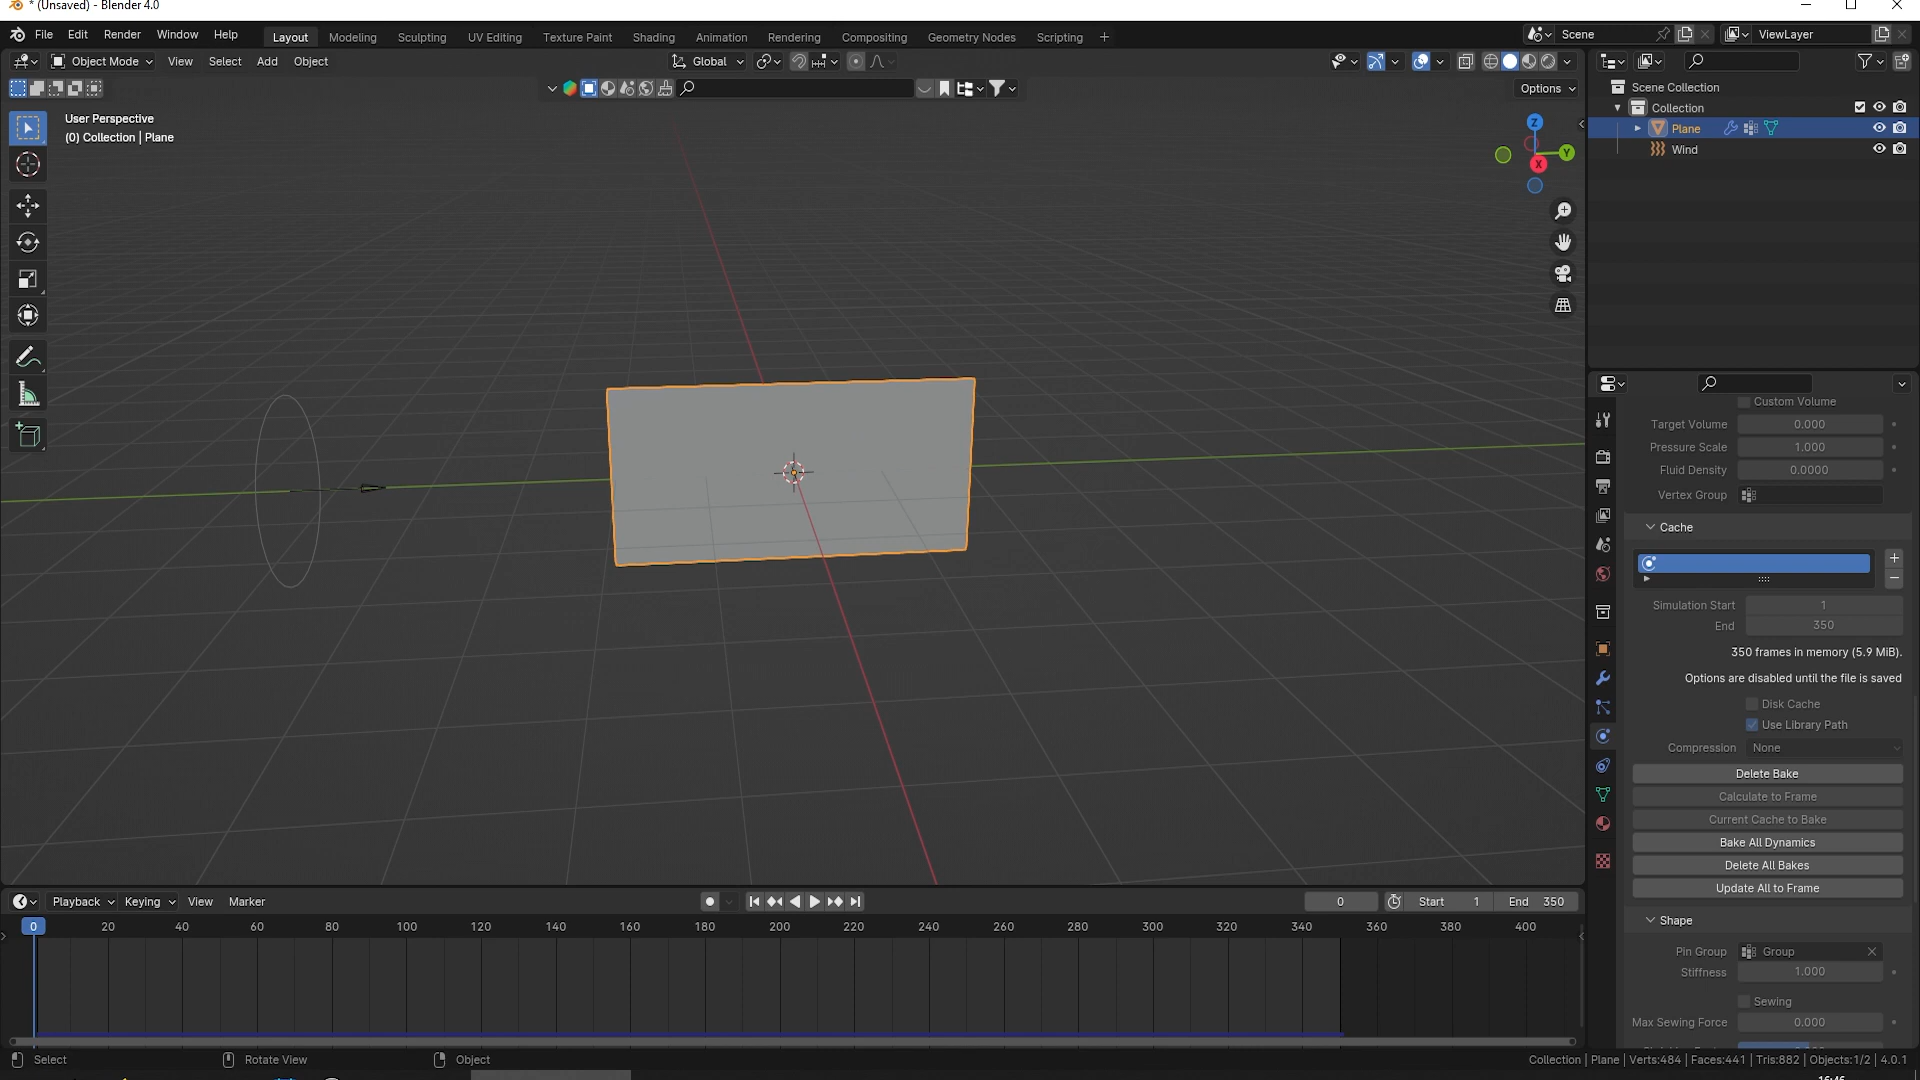 * (Unsaved) - Blender 4.0
File Edit Render Window Help Layout Modeling Sculpting UV Editing Texture Paint Shading Animation Rendering Compositing Geometry Nodes Scripting + Scene ViewLayer
Object Mode View Select Add Object Global
Options
User Perspective
(0) Collection | Plane
Z
Y
X
Scene Collection
Collection
Plane
Wind
Custom Volume
Target Volume 0.000
Pressure Scale 1.000
Fluid Density 0.0000
Vertex Group
Cache
Simulation Start 1
End 350
350 frames in memory (5.9 MiB).
Options are disabled until the file is saved
Disk Cache
Use Library Path
Compression None
Delete Bake
Calculate to Frame
Current Cache to Bake
Bake All Dynamics
Delete All Bakes
Update All to Frame
Shape
Pin Group Group
Stiffness 1.000
Sewing
Max Sewing Force 0.000
Playback Keying View Marker 0 Start 1 End 350
0 20 40 60 80 100 120 140 160 180 200 220 240 260 280 300 320 340 360 380 400
Select Rotate View Object Collection | Plane | Verts:484 | Faces:441 | Tris:882 | Objects:1/2 | 4.0.1